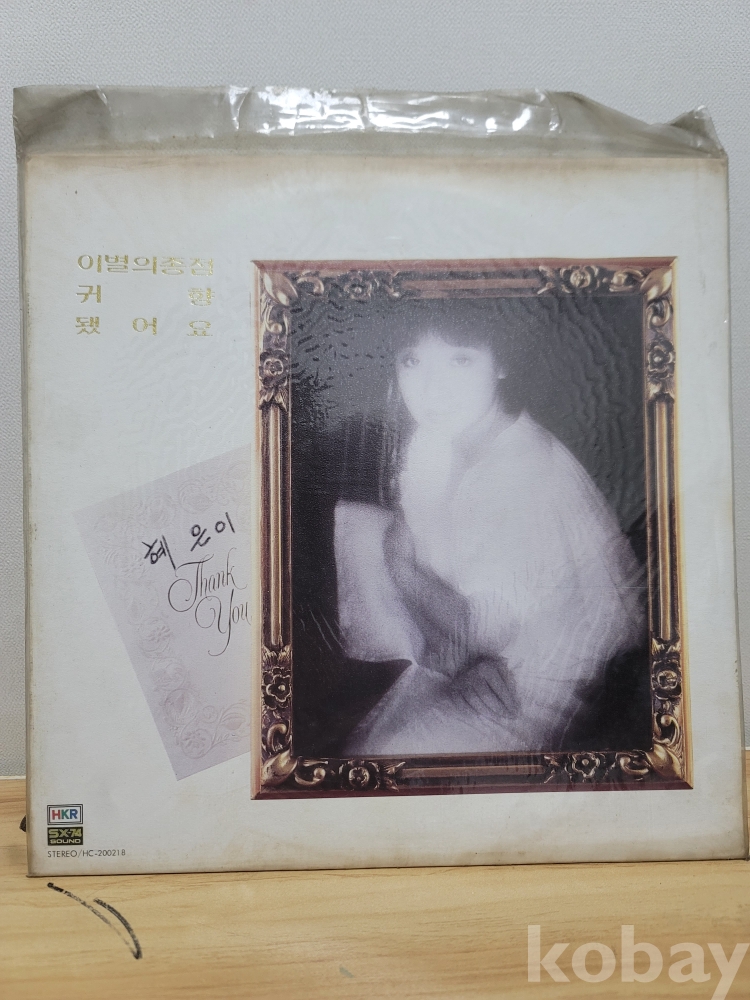 이별의종점
귀 향
됐 어 요
혜 은 이
Thank
You
HKR
SX-74
SOUND
STEREO/HC-200218
kobay